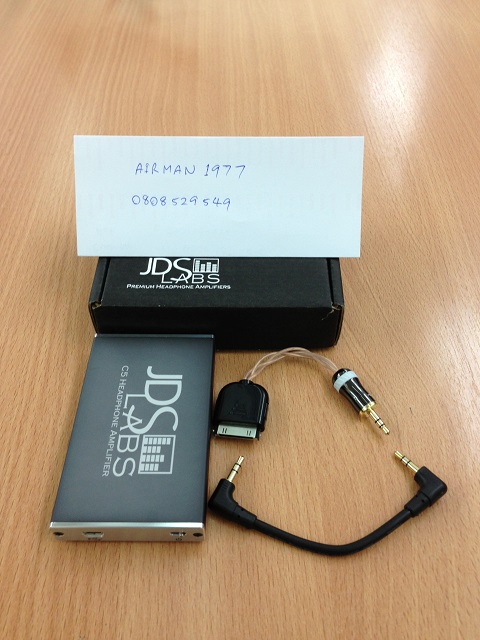 AIRMAN 1977
0808529549
JDS
LABS
PREMIUM HEADPHONE AMPLIFIERS
JDS
LABS
C5 HEADPHONE AMPLIFIER